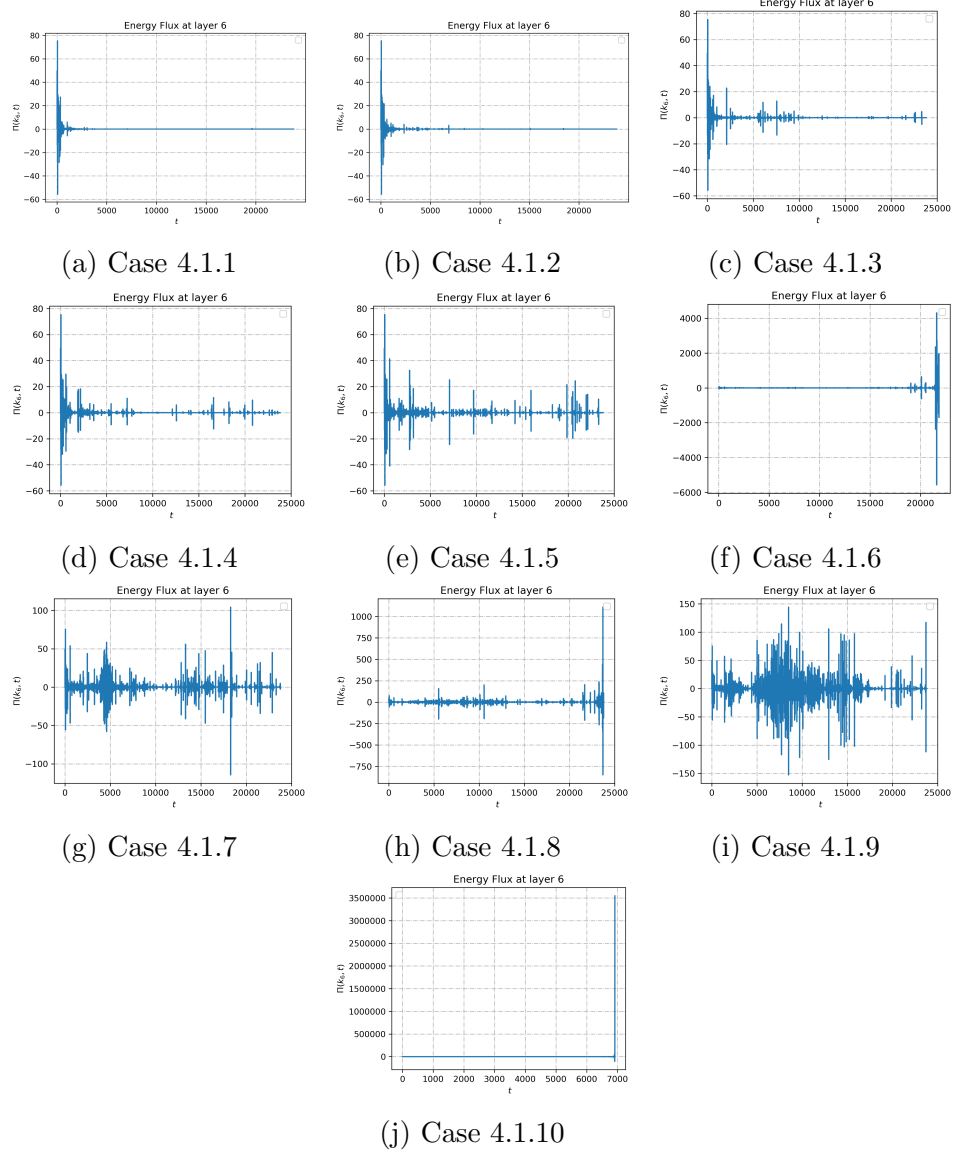 Energy Flux at layer 6
80
60
40
20
0
−20
−40
−60
Π(k₆, t)
0 5000 10000 15000 20000
t
(a) Case 4.1.1
Energy Flux at layer 6
80
60
40
20
0
−20
−40
−60
Π(k₆, t)
0 5000 10000 15000 20000
t
(b) Case 4.1.2
Energy Flux at layer 6
80
60
40
20
0
−20
−40
−60
Π(k₆, t)
0 5000 10000 15000 20000 25000
t
(c) Case 4.1.3
Energy Flux at layer 6
80
60
40
20
0
−20
−40
−60
Π(k₆, t)
0 5000 10000 15000 20000 25000
t
(d) Case 4.1.4
Energy Flux at layer 6
80
60
40
20
0
−20
−40
−60
Π(k₆, t)
0 5000 10000 15000 20000 25000
t
(e) Case 4.1.5
Energy Flux at layer 6
4000
2000
0
−2000
−4000
−6000
Π(k₆, t)
0 5000 10000 15000 20000
t
(f) Case 4.1.6
Energy Flux at layer 6
100
50
0
−50
−100
Π(k₆, t)
0 5000 10000 15000 20000 25000
t
(g) Case 4.1.7
Energy Flux at layer 6
1000
750
500
250
0
−250
−500
−750
Π(k₆, t)
0 5000 10000 15000 20000 25000
t
(h) Case 4.1.8
Energy Flux at layer 6
150
100
50
0
−50
−100
−150
Π(k₆, t)
0 5000 10000 15000 20000 25000
t
(i) Case 4.1.9
Energy Flux at layer 6
3500000
3000000
2500000
2000000
1500000
1000000
500000
0
Π(k₆, t)
0 1000 2000 3000 4000 5000 6000 7000
t
(j) Case 4.1.10